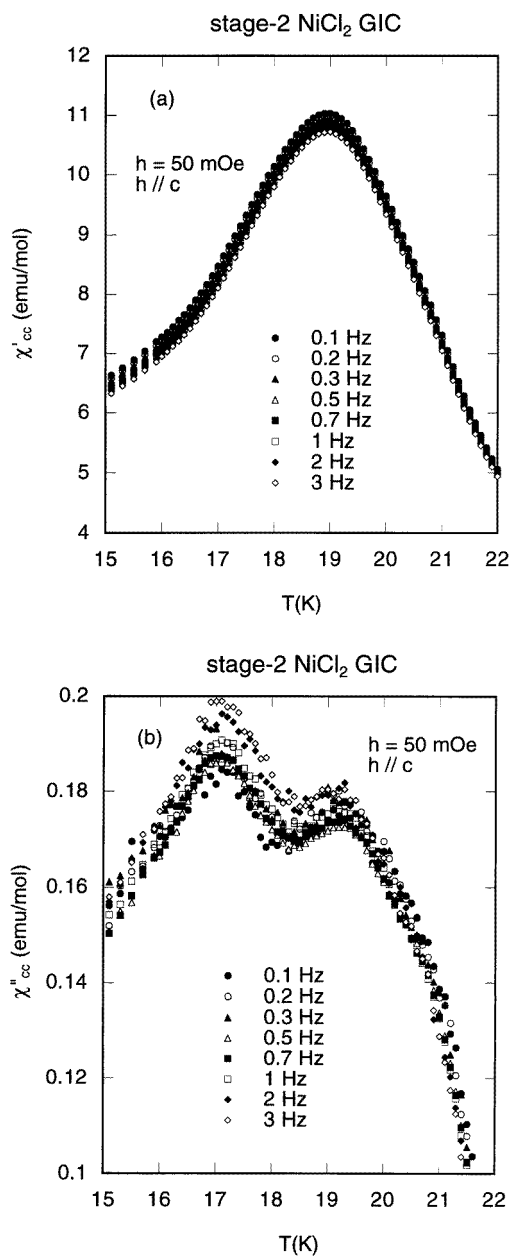 stage-2 NiCl₂ GIC
(a)
h = 50 mOe
h // c
χ'cc (emu/mol)
11
10
9
8
7
6
5
4
0.1 Hz
0.2 Hz
0.3 Hz
0.5 Hz
0.7 Hz
1 Hz
2 Hz
3 Hz
15 16 17 18 19 20 21 22
T(K)
stage-2 NiCl₂ GIC
(b)
h = 50 mOe
h // c
χ"cc (emu/mol)
0.2
0.18
0.16
0.14
0.12
0.1
0.1 Hz
0.2 Hz
0.3 Hz
0.5 Hz
0.7 Hz
1 Hz
2 Hz
3 Hz
15 16 17 18 19 20 21 22
T(K)